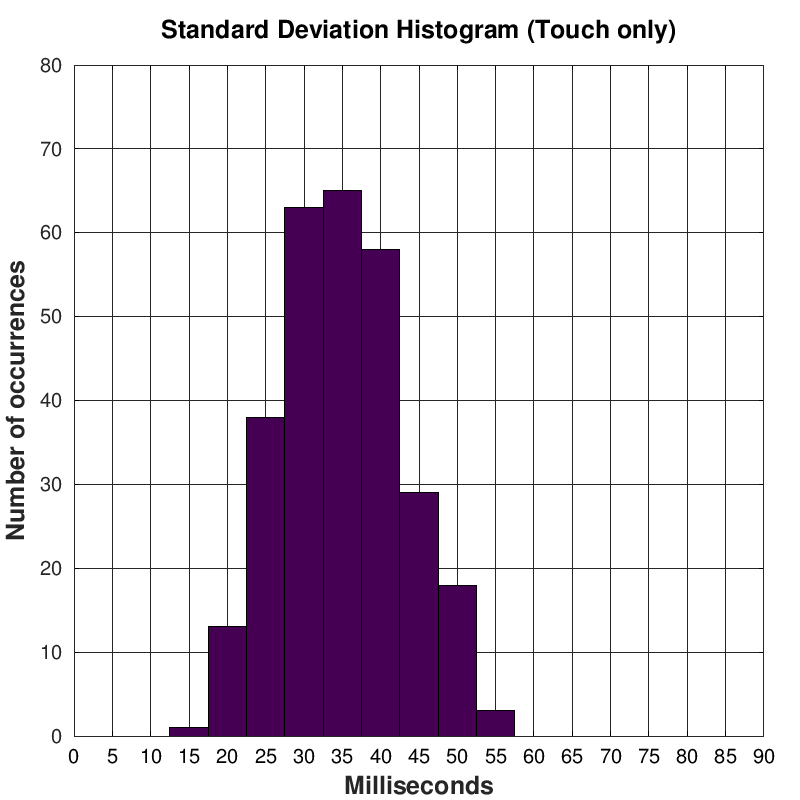 Standard Deviation Histogram (Touch only)
80
70
60
50
40
30
20
10
0
Number of occurrences
0 5 10 15 20 25 30 35 40 45 50 55 60 65 70 75 80 85 90
Milliseconds